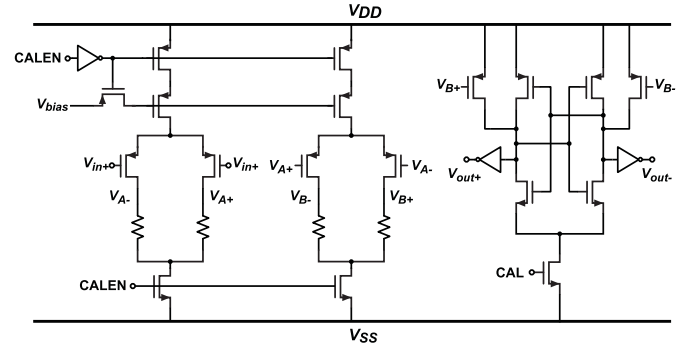 VDD
CALEN
Vbias
VB+
VB-
Vin+
Vin+
VA+
VA-
VA-
VA+
VB-
VB+
Vout+
Vout-
CALEN
CAL
VSS